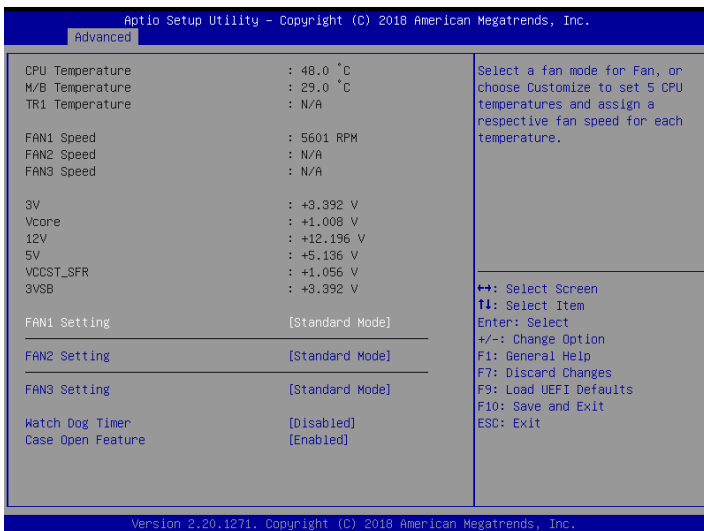 Aptio Setup Utility – Copyright (C) 2018 American Megatrends, Inc.
Advanced
CPU Temperature : 48.0 °C
M/B Temperature : 29.0 °C
TR1 Temperature : N/A
FAN1 Speed : 5601 RPM
FAN2 Speed : N/A
FAN3 Speed : N/A
3V : +3.392 V
Vcore : +1.008 V
12V : +12.196 V
5V : +5.136 V
VCCST_SFR : +1.056 V
3VSB : +3.392 V
FAN1 Setting [Standard Mode]
FAN2 Setting [Standard Mode]
FAN3 Setting [Standard Mode]
Watch Dog Timer [Disabled]
Case Open Feature [Enabled]
Select a fan mode for Fan, or
choose Customize to set 5 CPU
temperatures and assign a
respective fan speed for each
temperature.
↔: Select Screen
↑↓: Select Item
Enter: Select
+/-: Change Option
F1: General Help
F7: Discard Changes
F9: Load UEFI Defaults
F10: Save and Exit
ESC: Exit
Version 2.20.1271. Copyright (C) 2018 American Megatrends, Inc.